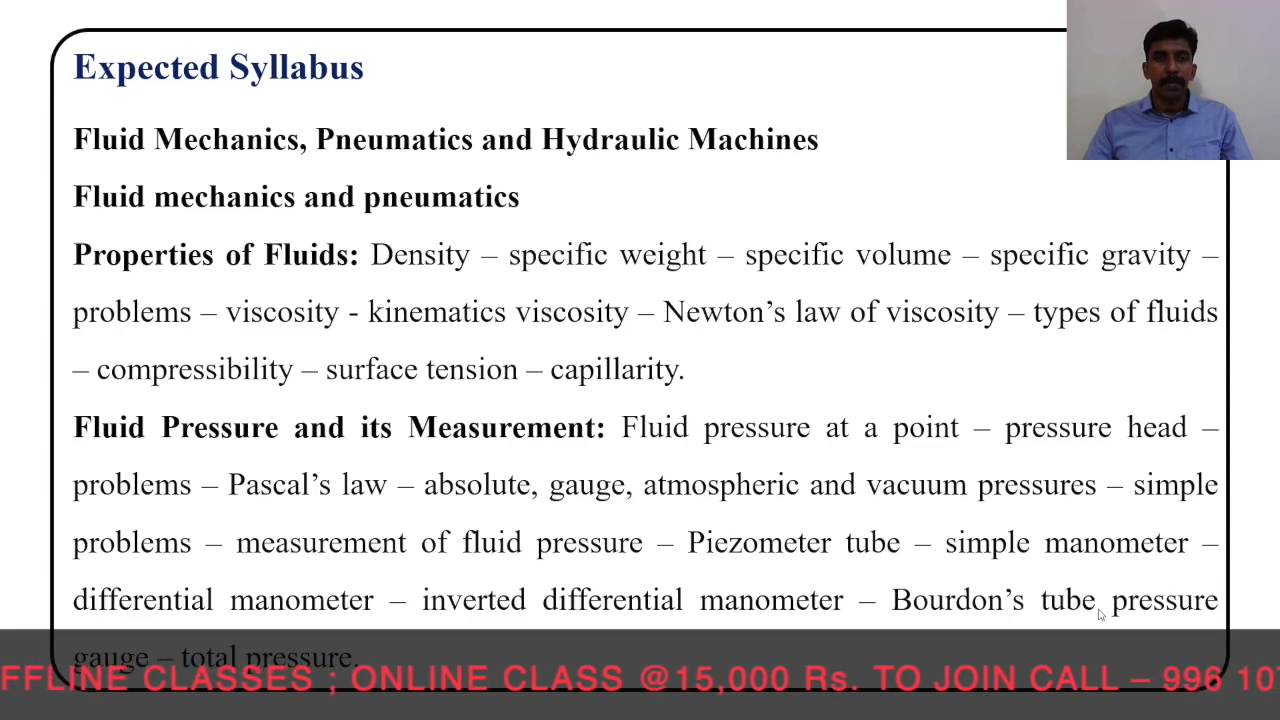 Expected Syllabus
Fluid Mechanics, Pneumatics and Hydraulic Machines
Fluid mechanics and pneumatics
Properties of Fluids: Density – specific weight – specific volume – specific gravity –
problems – viscosity - kinematics viscosity – Newton’s law of viscosity – types of fluids
– compressibility – surface tension – capillarity.
Fluid Pressure and its Measurement: Fluid pressure at a point – pressure head –
problems – Pascal’s law – absolute, gauge, atmospheric and vacuum pressures – simple
problems – measurement of fluid pressure – Piezometer tube – simple manometer –
differential manometer – inverted differential manometer – Bourdon’s tube pressure
gauge – total pressure.
FFLINE CLASSES ; ONLINE CLASS @15,000 Rs. TO JOIN CALL – 996 10